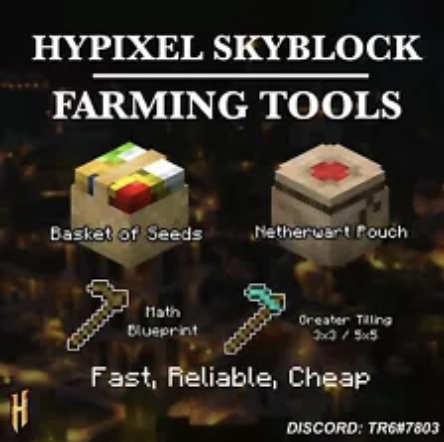 HYPIXEL SKYBLOCK
FARMING TOOLS
Basket of Seeds
Netherwart Pouch
Math
Blueprint
Greater Tilling
3x3 / 5x5
Fast, Reliable, Cheap
H
DISCORD: TR6#7803